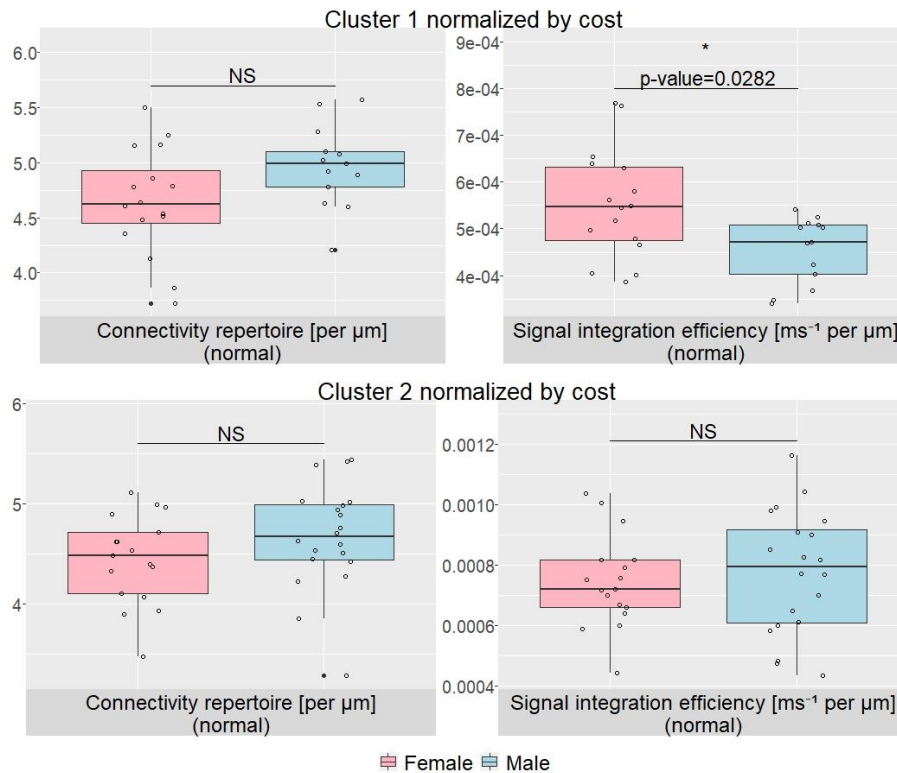 Cluster 1 normalized by cost
6.0
5.5
5.0
4.5
4.0
NS
Connectivity repertoire [per µm]
(normal)
9e-04
8e-04
7e-04
6e-04
5e-04
4e-04
*
p-value=0.0282
Signal integration efficiency [ms⁻¹ per µm]
(normal)
Cluster 2 normalized by cost
6
5
4
NS
Connectivity repertoire [per µm]
(normal)
0.0012
0.0010
0.0008
0.0006
0.0004
NS
Signal integration efficiency [ms⁻¹ per µm]
(normal)
Female Male